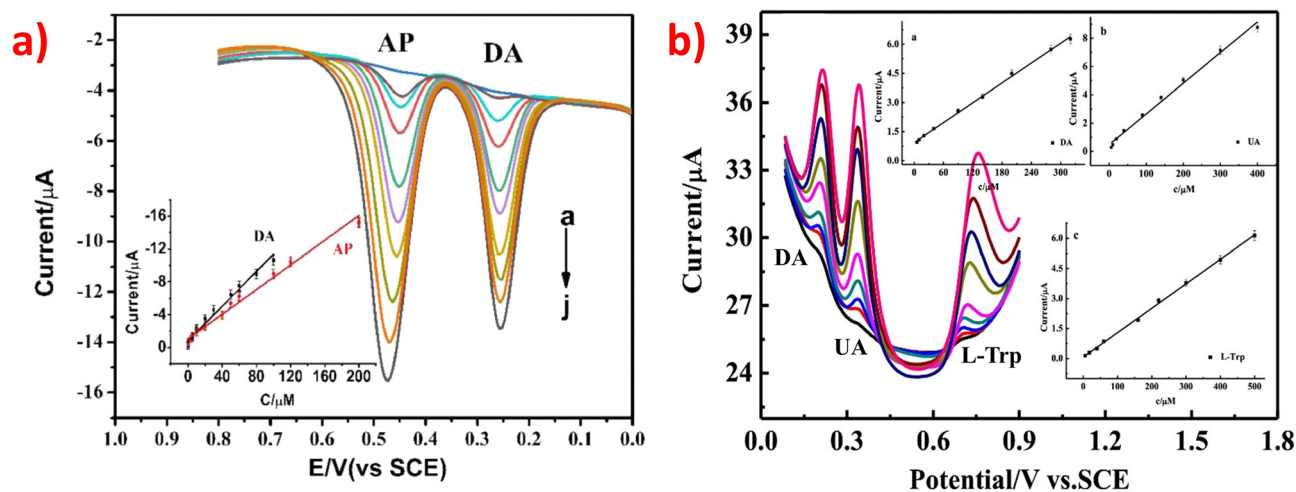 a)
AP
DA
-2
-4
-6
-8
-10
-12
-14
-16
Current/μA
1.0 0.9 0.8 0.7 0.6 0.5 0.4 0.3 0.2 0.1 0.0
E/V(vs SCE)
a
j
-16
-12
-8
-4
0
Current/μA
DA
AP
0 40 80 120 160 200
C/μM
b)
39
36
33
30
27
24
Current/μA
0.0 0.3 0.6 0.9 1.2 1.5 1.8
Potential/V vs.SCE
DA
UA
L-Trp
a
6.0
4.5
3.0
1.5
0.0
Current/μA
0 60 120 180 240 300
c/μM
DA
b
8
6
4
2
0
Current/μA
0 100 200 300 400
c/μM
UA
c
6.0
4.5
3.0
1.5
0.0
Current/μA
0 100 200 300 400 500
c/μM
L-Trp